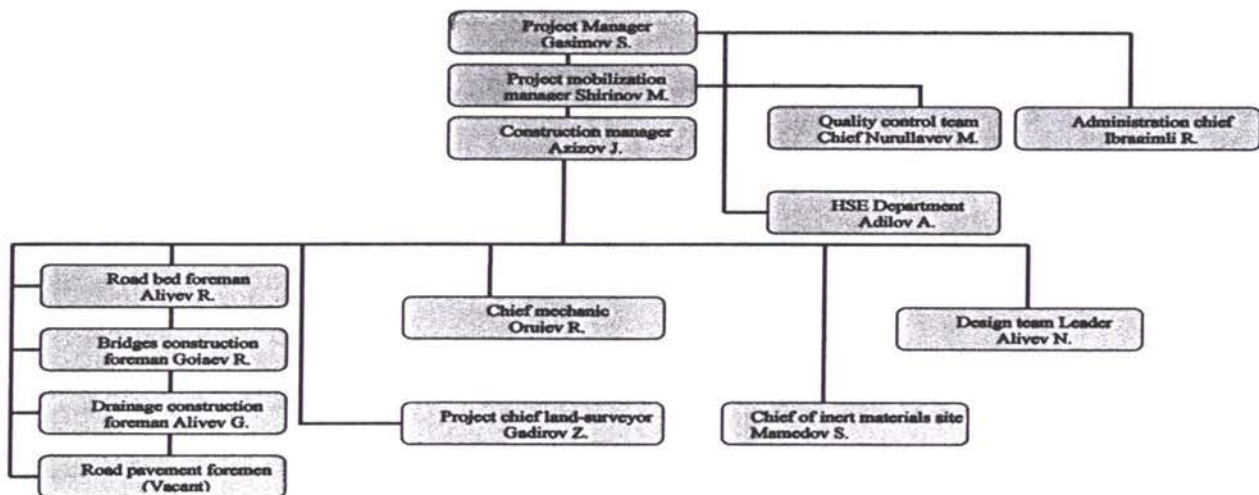 Project Manager
Gasimov S.
Project mobilization
manager Shirinov M.
Construction manager
Azizov J.
Quality control team
Chief Nurullayev M.
Administration chief
Ibragimli R.
HSE Department
Adilov A.
Road bed foreman
Aliyev R.
Bridges construction
foreman Gojaev R.
Drainage construction
foreman Aliyev G.
Road pavement foremen
(Vacant)
Chief mechanic
Orujev R.
Project chief land-surveyor
Gadirov Z.
Chief of inert materials site
Mamedov S.
Design team Leader
Aliyev N.